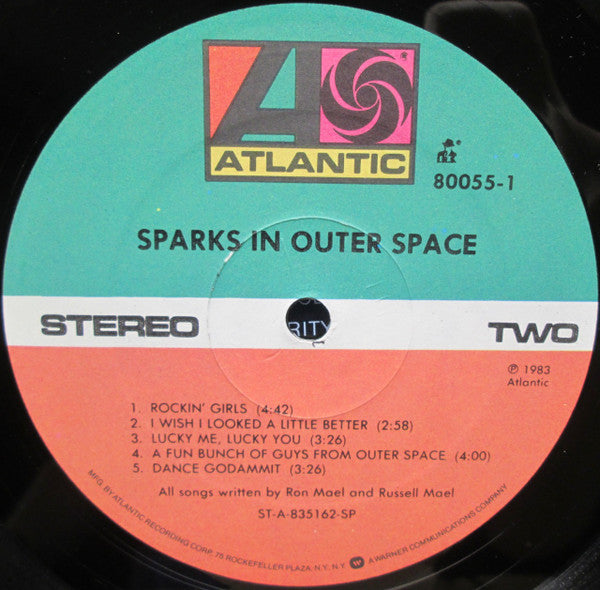 ATLANTIC
®
80055-1
SPARKS IN OUTER SPACE
STEREO
RITY
TWO
℗ 1983
Atlantic
1. ROCKIN' GIRLS (4:42)
2. I WISH I LOOKED A LITTLE BETTER (2:58)
3. LUCKY ME, LUCKY YOU (3:26)
4. A FUN BUNCH OF GUYS FROM OUTER SPACE (4:00)
5. DANCE GODAMMIT (3:26)
All songs written by Ron Mael and Russell Mael
ST-A-835162-SP
MFG. BY ATLANTIC RECORDING CORP., 75 ROCKEFELLER PLAZA, N.Y., N.Y. A WARNER COMMUNICATIONS COMPANY